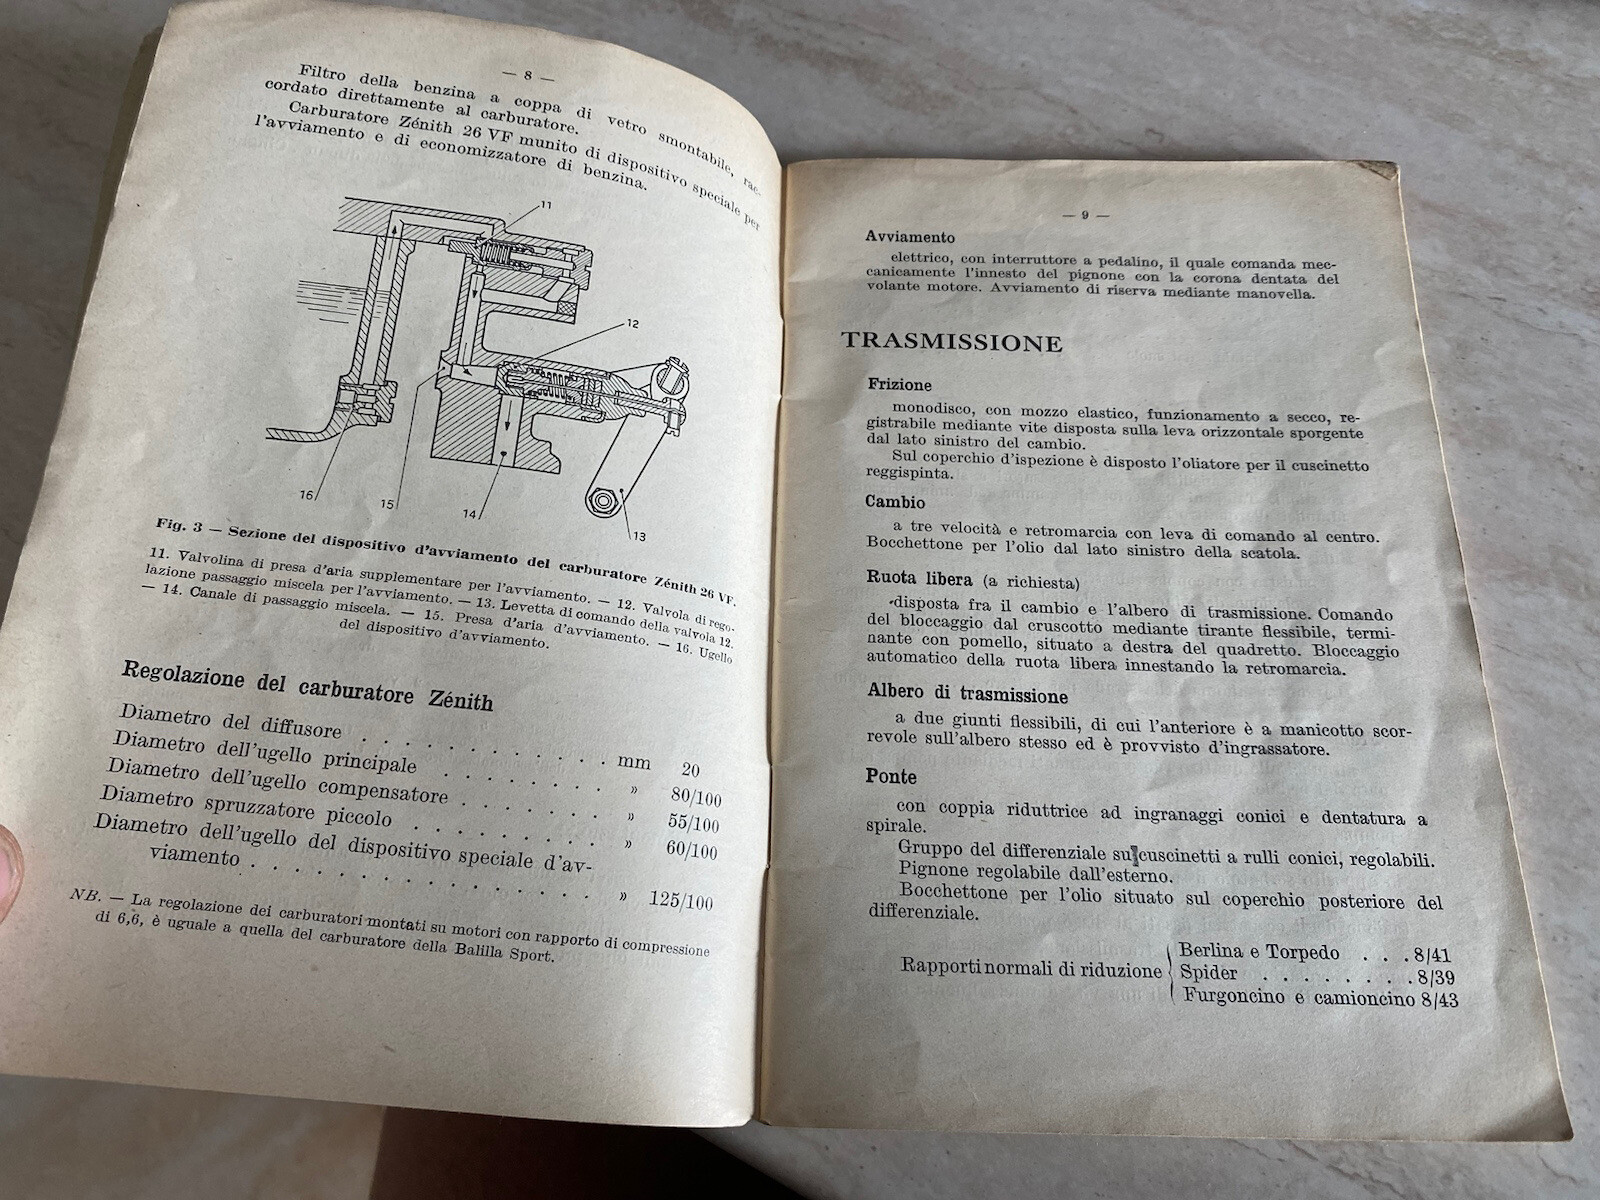 — 8 —
Filtro della benzina a coppa di vetro smontabile, rac-
cordato direttamente al carburatore.
Carburatore Zénith 26 VF munito di dispositivo speciale per
l'avviamento e di economizzatore di benzina.
11
12
16
15
14
13
Fig. 3 — Sezione del dispositivo d'avviamento del carburatore Zénith 26 VF.
11. Valvolina di presa d'aria supplementare per l'avviamento. — 12. Valvola di rego-
lazione passaggio miscela per l'avviamento. — 13. Levetta di comando della valvola 12.
— 14. Canale di passaggio miscela. — 15. Presa d'aria d'avviamento. — 16. Ugello
del dispositivo d'avviamento.
Regolazione del carburatore Zénith
Diametro del diffusore . . . . . . . . . . mm 20
Diametro dell'ugello principale . . . . . . . » 80/100
Diametro dell'ugello compensatore . . . . . . » 55/100
Diametro spruzzatore piccolo . . . . . . . . » 60/100
Diametro dell'ugello del dispositivo speciale d'av-
viamento . . . . . . . . . . . . . » 125/100
NB. — La regolazione dei carburatori montati su motori con rapporto di compressione
di 6,6, è uguale a quella del carburatore della Balilla Sport.
— 9 —
Avviamento
elettrico, con interruttore a pedalino, il quale comanda mec-
canicamente l'innesto del pignone con la corona dentata del
volante motore. Avviamento di riserva mediante manovella.
TRASMISSIONE
Frizione
monodisco, con mozzo elastico, funzionamento a secco, re-
gistrabile mediante vite disposta sulla leva orizzontale sporgente
dal lato sinistro del cambio.
Sul coperchio d'ispezione è disposto l'oliatore per il cuscinetto
reggispinta.
Cambio
a tre velocità e retromarcia con leva di comando al centro.
Bocchettone per l'olio dal lato sinistro della scatola.
Ruota libera (a richiesta)
disposta fra il cambio e l'albero di trasmissione. Comando
del bloccaggio dal cruscotto mediante tirante flessibile, termi-
nante con pomello, situato a destra del quadretto. Bloccaggio
automatico della ruota libera innestando la retromarcia.
Albero di trasmissione
a due giunti flessibili, di cui l'anteriore è a manicotto scor-
revole sull'albero stesso ed è provvisto d'ingrassatore.
Ponte
con coppia riduttrice ad ingranaggi conici e dentatura a
spirale.
Gruppo del differenziale su cuscinetti a rulli conici, regolabili.
Pignone regolabile dall'esterno.
Bocchettone per l'olio situato sul coperchio posteriore del
differenziale.
Berlina e Torpedo . . . 8/41
Rapporti normali di riduzione Spider . . . . . . . . 8/39
Furgoncino e camioncino 8/43